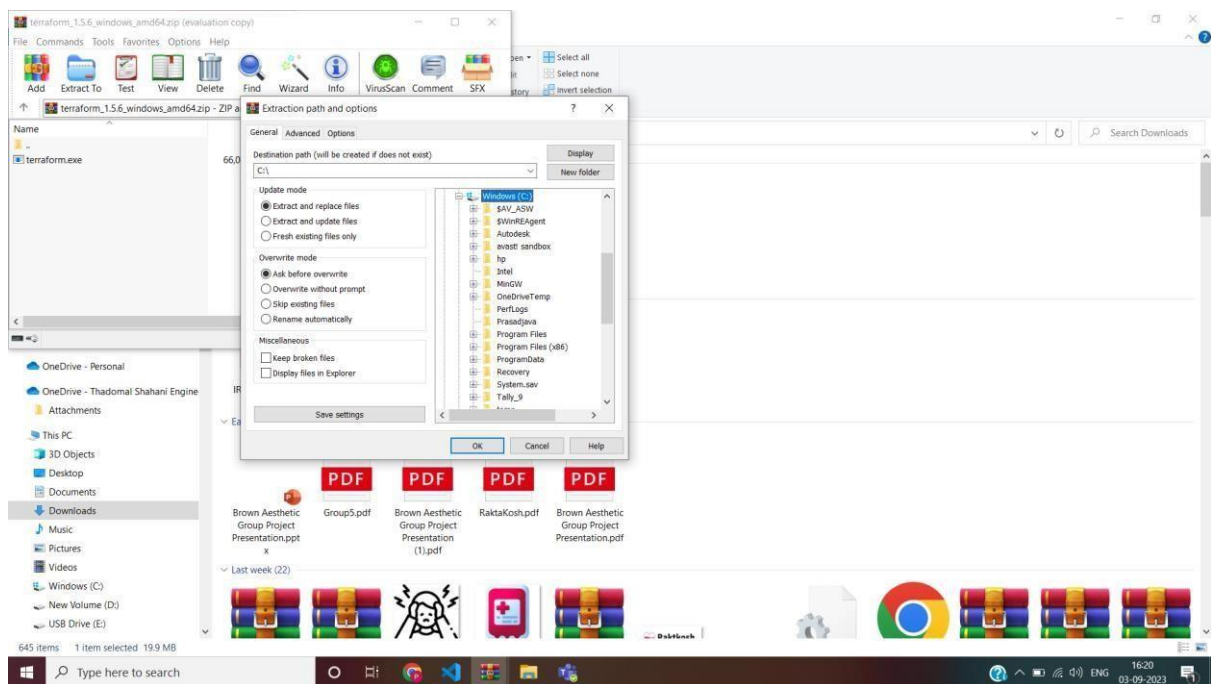 terraform_1.5.6_windows_amd64.zip (evaluation copy)
File Commands Tools Favorites Options Help
Add Extract To Test View Delete Find Wizard Info VirusScan Comment SFX
Select all
Select none
Invert selection
terraform_1.5.6_windows_amd64.zip - ZIP a
Name
..
terraform.exe
66,0
Extraction path and options ?
General Advanced Options
Destination path (will be created if does not exist)
Display
C:\
New folder
Update mode
Extract and replace files
Extract and update files
Fresh existing files only
Overwrite mode
Ask before overwrite
Overwrite without prompt
Skip existing files
Rename automatically
Miscellaneous
Keep broken files
Display files in Explorer
Save settings
Windows (C:)
$AV_ASW
$WinREAgent
Autodesk
avast! sandbox
hp
Intel
MinGW
OneDriveTemp
PerfLogs
Prasadjava
Program Files
Program Files (x86)
ProgramData
Recovery
System.sav
Tally_9
OK Cancel Help
Search Downloads
OneDrive - Personal
OneDrive - Thadomal Shahani Engine
Attachments
This PC
3D Objects
Desktop
Documents
Downloads
Music
Pictures
Videos
Windows (C:)
New Volume (D:)
USB Drive (E:)
IR
Ea
PDF PDF PDF PDF
Brown Aesthetic
Group Project
Presentation.ppt
x
Group5.pdf
Brown Aesthetic
Group Project
Presentation
(1).pdf
RaktaKosh.pdf
Brown Aesthetic
Group Project
Presentation.pdf
Last week (22)
645 items 1 item selected 19.9 MB
Type here to search
ENG
16:20
03-09-2023